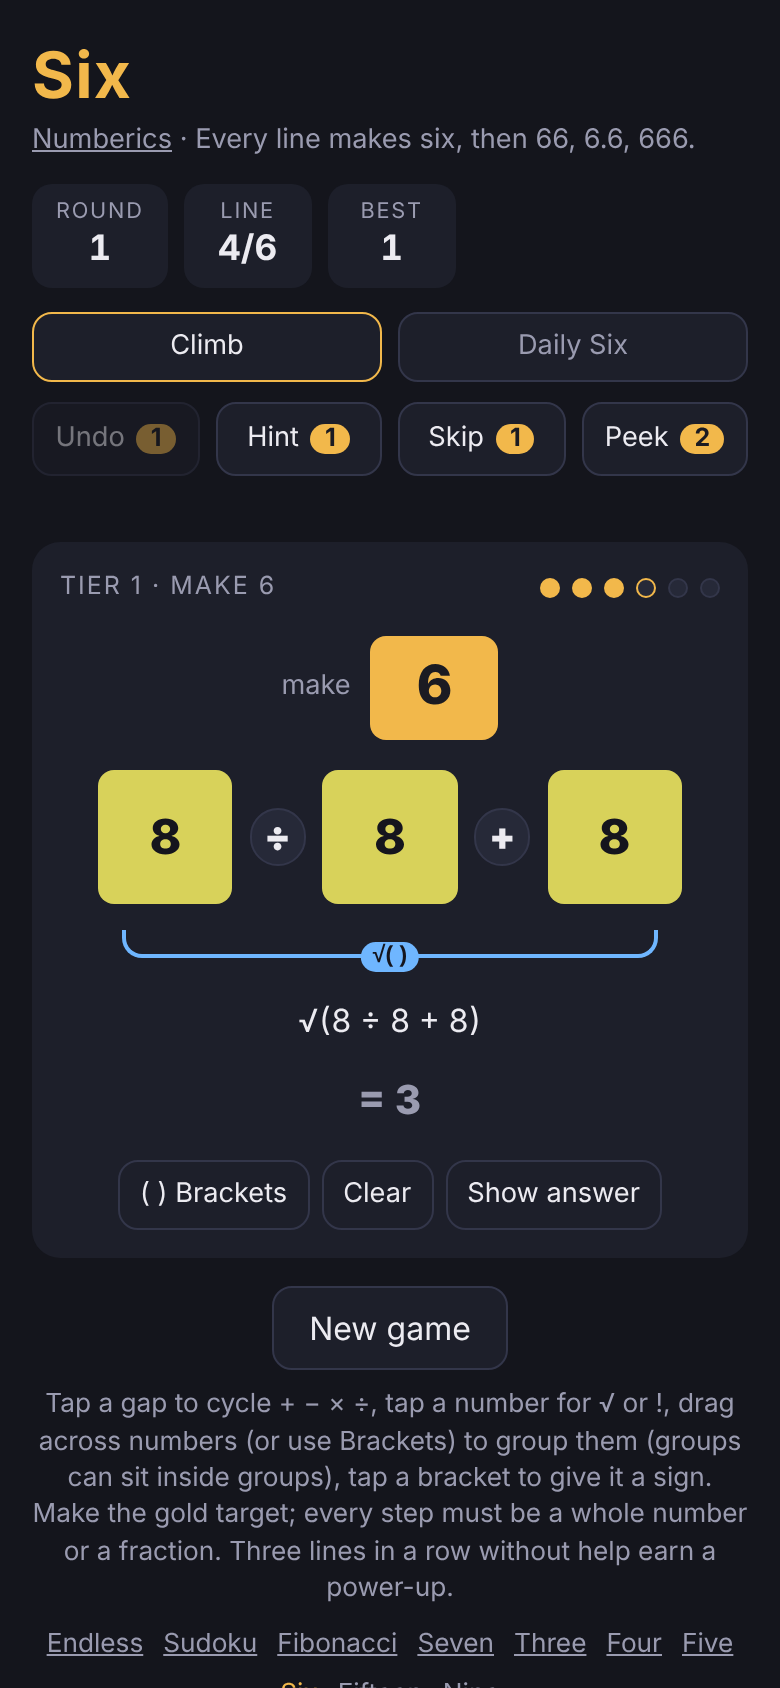 Six
Numberics · Every line makes six, then 66, 6.6, 666.
ROUND LINE BEST
1 4/6 1
Climb Daily Six
Undo 1 Hint 1 Skip 1 Peek 2
TIER 1 · MAKE 6
make 6
8 ÷ 8 + 8
√( )
√(8 ÷ 8 + 8)
= 3
( ) Brackets Clear Show answer
New game
Tap a gap to cycle + − × ÷, tap a number for √ or !, drag
across numbers (or use Brackets) to group them (groups
can sit inside groups), tap a bracket to give it a sign.
Make the gold target; every step must be a whole number
or a fraction. Three lines in a row without help earn a
power-up.
Endless Sudoku Fibonacci Seven Three Four Five